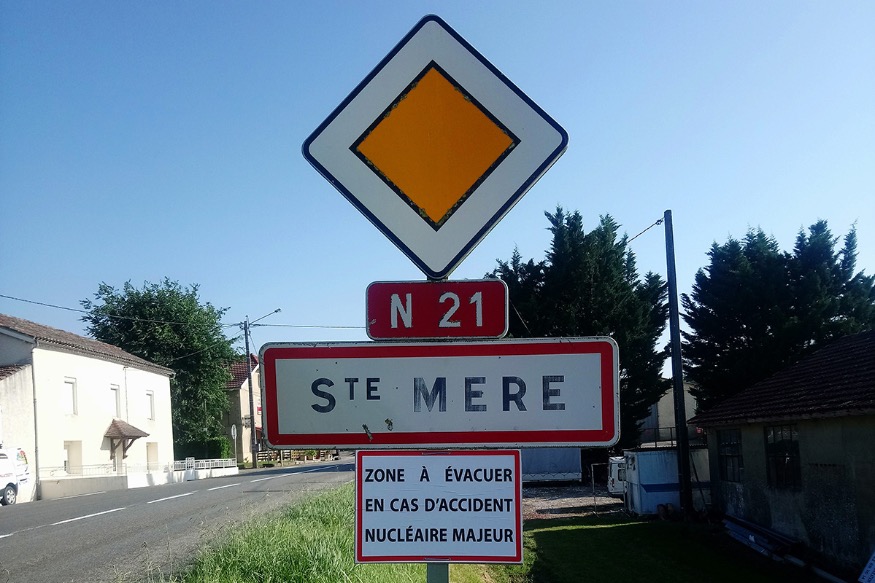 N 21
STE MERE
ZONE À ÉVACUER
EN CAS D'ACCIDENT
NUCLÉAIRE MAJEUR